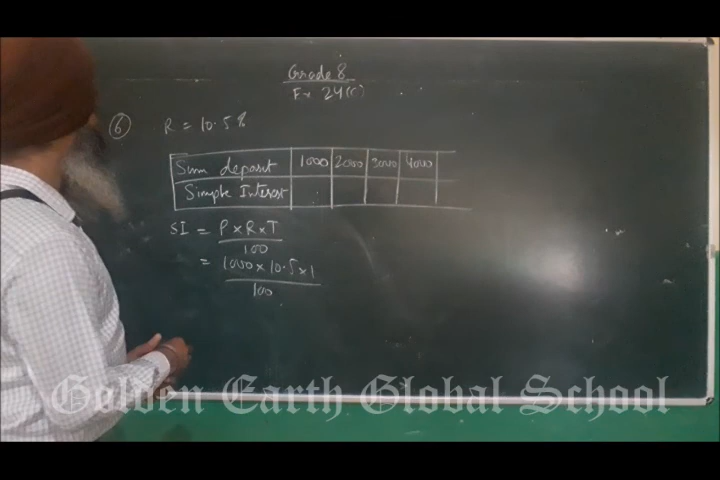 Grade 8
Ex 24(C)
6 R = 10.5%
Sum deposit 1000 2000 3000 4000
Simple Interest
SI = P × R × T
100
= 1000 × 10.5 × 1
100
Golden Earth Global School